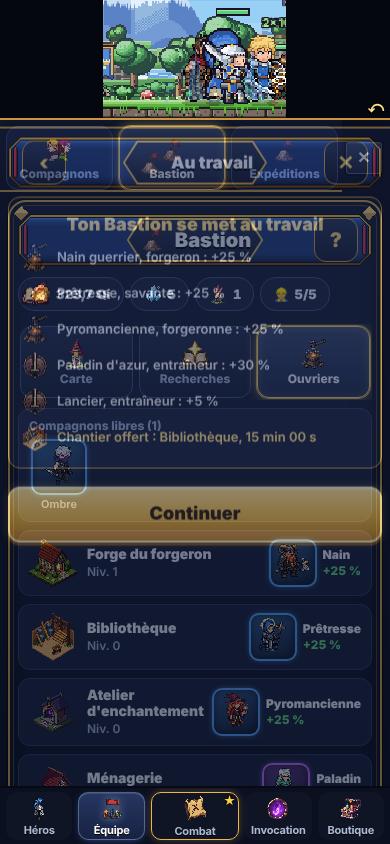 2×10
Compagnons
Bastion
Expéditions
Au travail
Ton Bastion se met au travail
Bastion
?
Nain guerrier, forgeron : +25 %
Prêtresse, savante : +25 %
5
1
5/5
Pyromancienne, forgeronne : +25 %
Paladin d'azur, entraîneur : +30 %
Carte
Recherches
Ouvriers
Lancier, entraîneur : +5 %
Compagnons libres (1)
Chantier offert : Bibliothèque, 15 min 00 s
Ombre
Continuer
Forge du forgeron
Niv. 1
Nain
+25 %
Bibliothèque
Niv. 0
Prêtresse
+25 %
Atelier
d'enchantement
Niv. 0
Pyromancienne
+25 %
Ménagerie
Paladin
Héros
Équipe
Combat
Invocation
Boutique